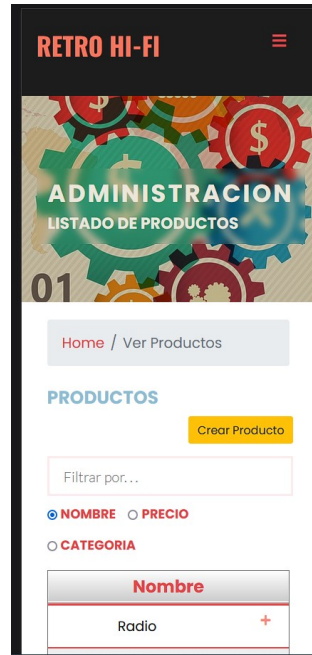 RETRO HI-FI
ADMINISTRACION
LISTADO DE PRODUCTOS
01
Home / Ver Productos
PRODUCTOS
Crear Producto
Filtrar por...
NOMBRE PRECIO
CATEGORIA
Nombre
Radio +